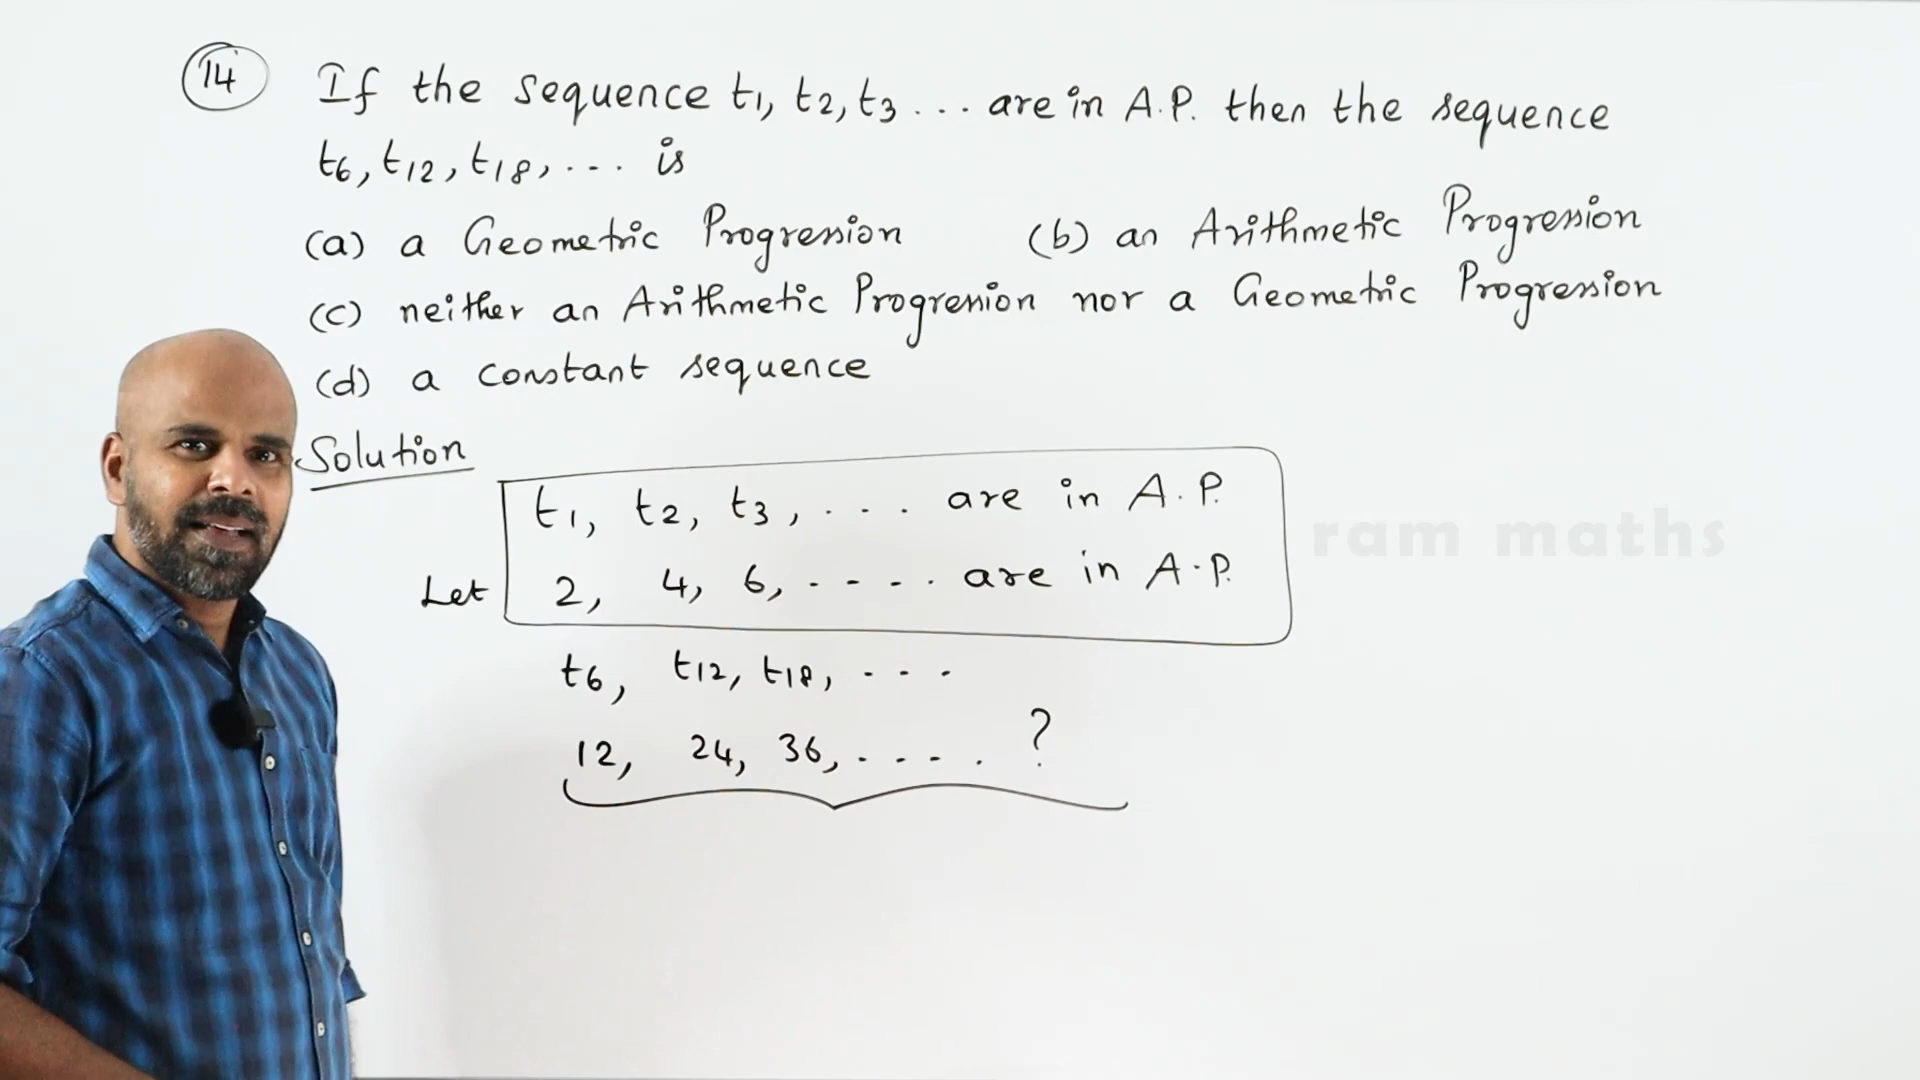 14 If the sequence t1, t2, t3 ... are in A.P. then the sequence
t6, t12, t18, ... is
(a) a Geometric Progression (b) an Arithmetic Progression
(c) neither an Arithmetic Progression nor a Geometric Progression
(d) a constant sequence
Solution
t1, t2, t3, ... are in A.P.
ram maths
Let 2, 4, 6, .... are in A.P.
t6, t12, t18, ...
12, 24, 36, .... ?